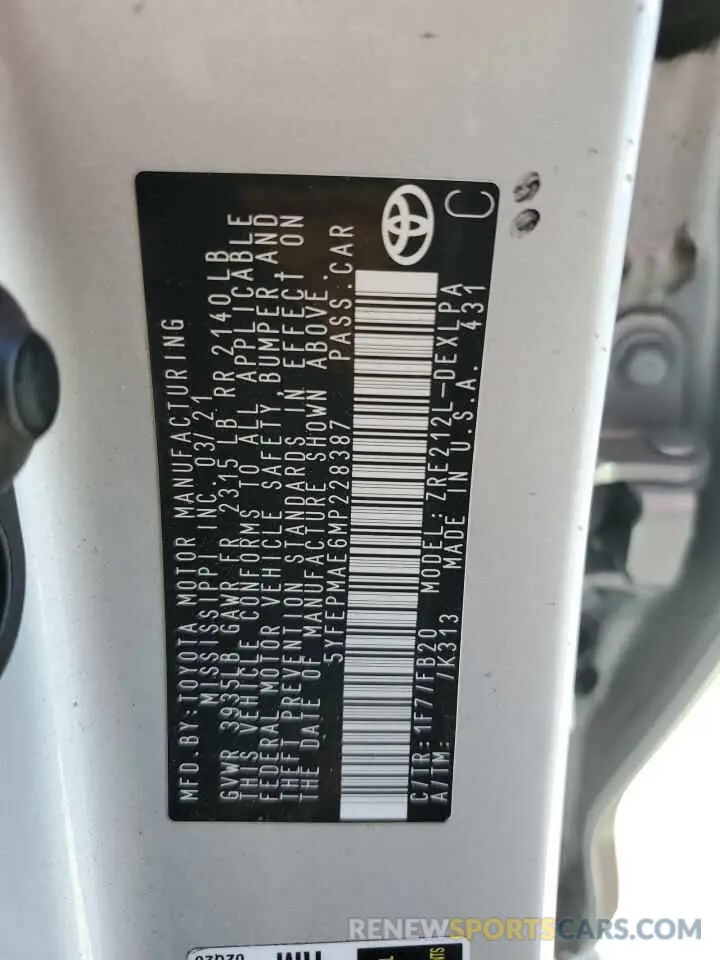 MFD.BY:TOYOTA MOTOR MANUFACTURING
MISSISSIPPI INC. 03/21
GVWR 3935LB GAWR FR 2315 LB RR 2140LB
THIS VEHICLE CONFORMS TO ALL APPLICABLE
FEDERAL MOTOR VEHICLE SAFETY, BUMPER AND
THEFT PREVENTION STANDARDS IN EFFECT ON
THE DATE OF MANUFACTURE SHOWN ABOVE.
5YFEPMAE6MP228387 PASS.CAR
C/TR:1F7/FB20 MODEL:ZRE212L-DEXLPA
A/TM: /K313 MADE IN U.S.A. 431
C
RENEWSPORTSCARS.COM